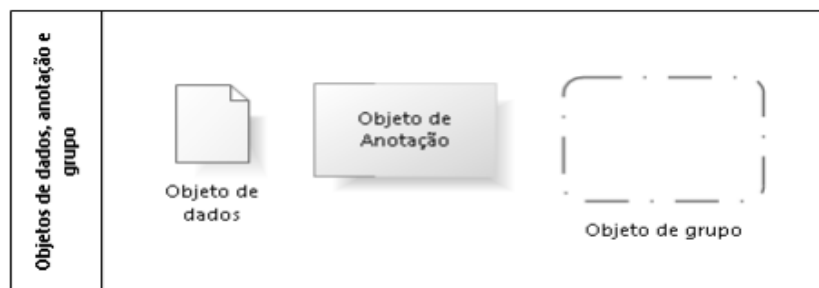 Objetos de dados, anotação e
grupo
Objeto de
dados
Objeto de
Anotação
Objeto de grupo